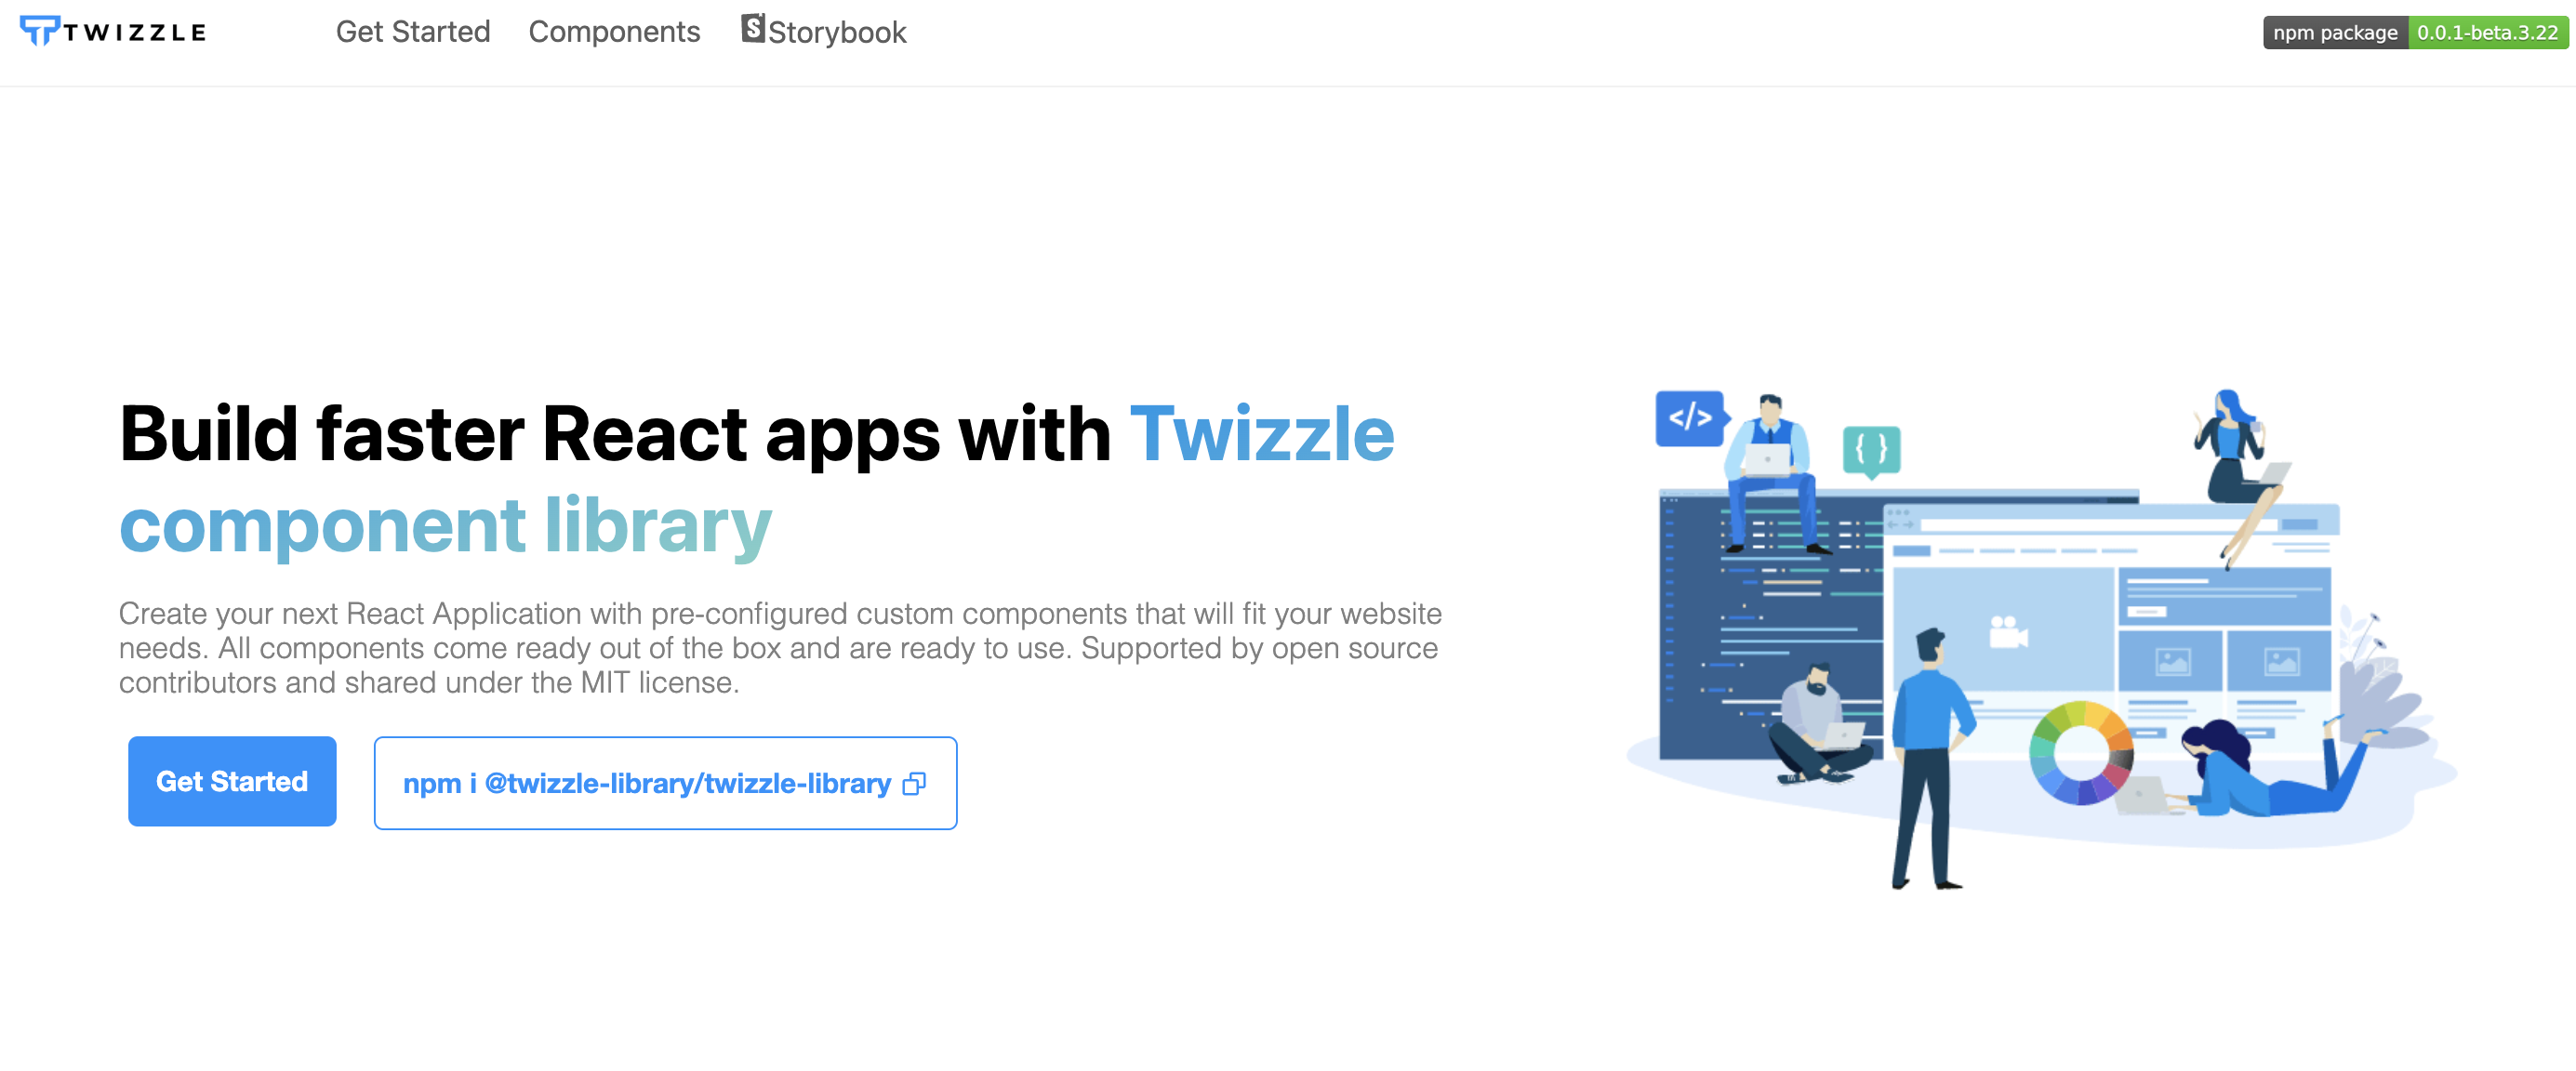 TWIZZLE Get Started Components Storybook npm package 0.0.1-beta.3.22
</>
{ }
Build faster React apps with Twizzle
component library
Create your next React Application with pre-configured custom components that will fit your website
needs. All components come ready out of the box and are ready to use. Supported by open source
contributors and shared under the MIT license.
Get Started npm i @twizzle-library/twizzle-library